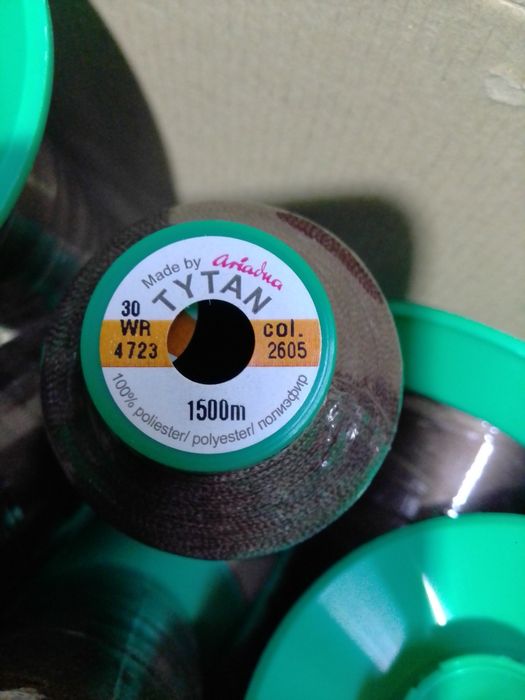 Made by ariadna
TYTAN
30
WR
4723
col.
2605
1500m
100% poliester/ polyester/ полиэфир